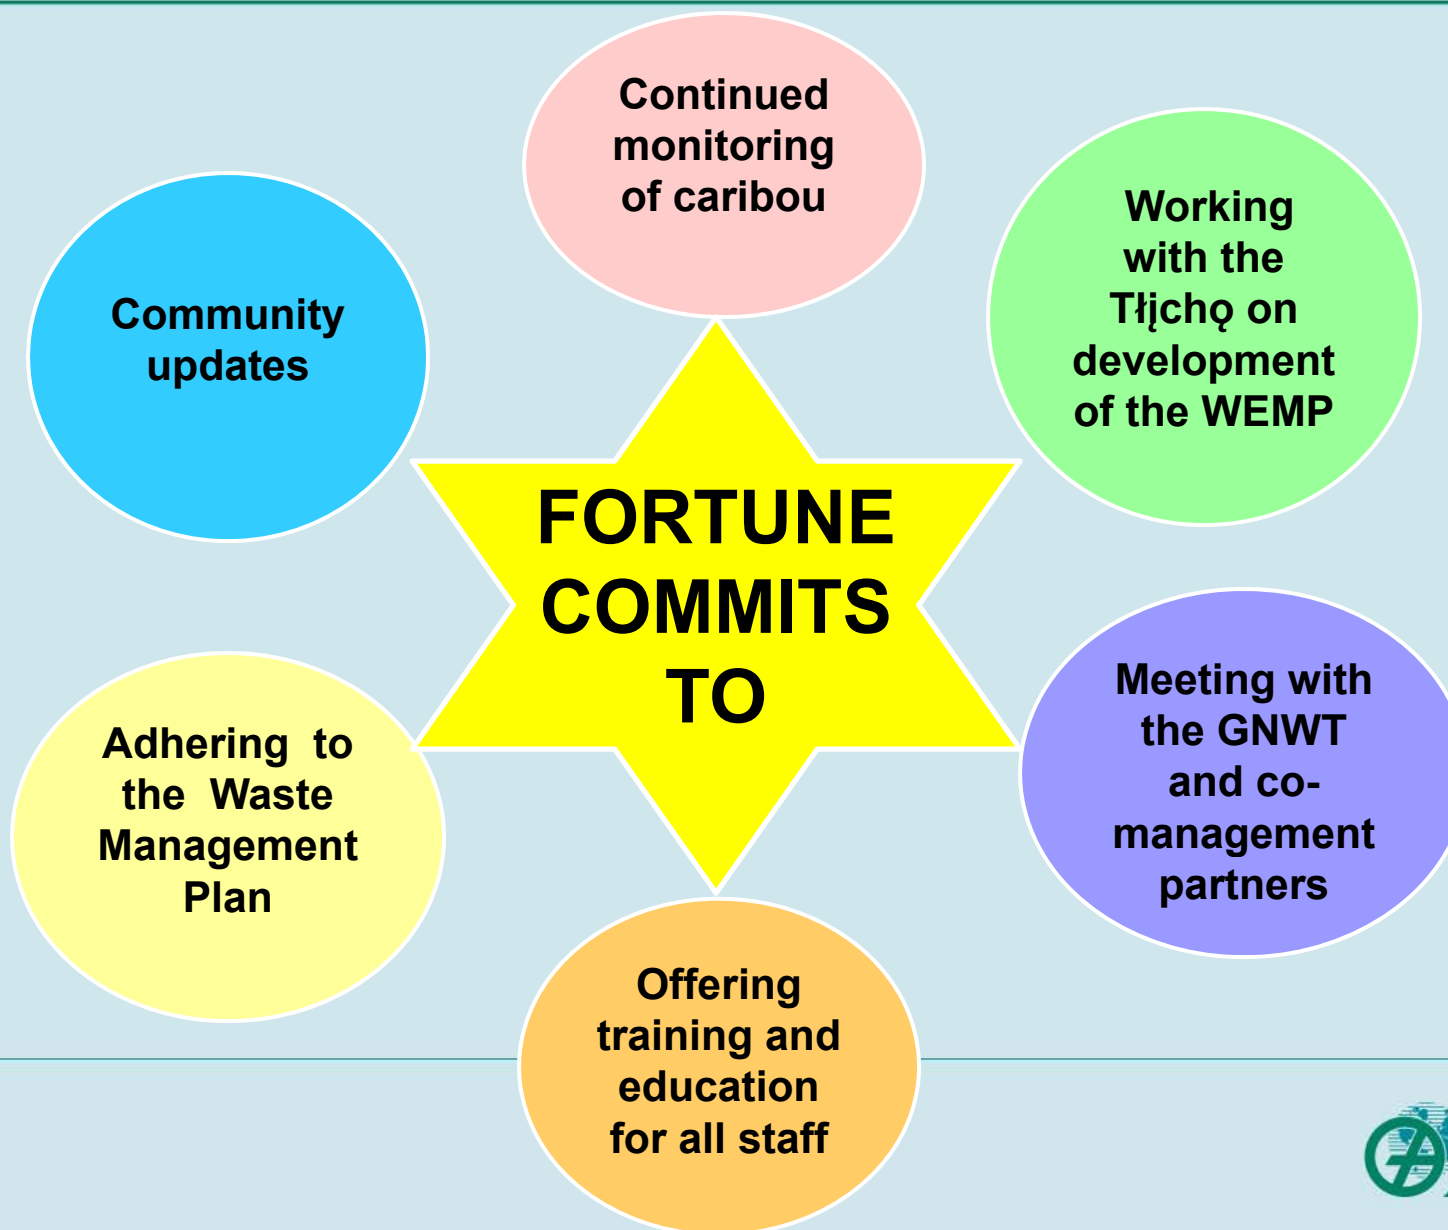 Continued
monitoring
of caribou
Working
with the
Tłįchǫ on
development
of the WEMP
Community
updates
FORTUNE
COMMITS
TO
Meeting with
the GNWT
and co-
management
partners
Adhering  to
the  Waste
Management
Plan
Offering
training and
education
for all staff